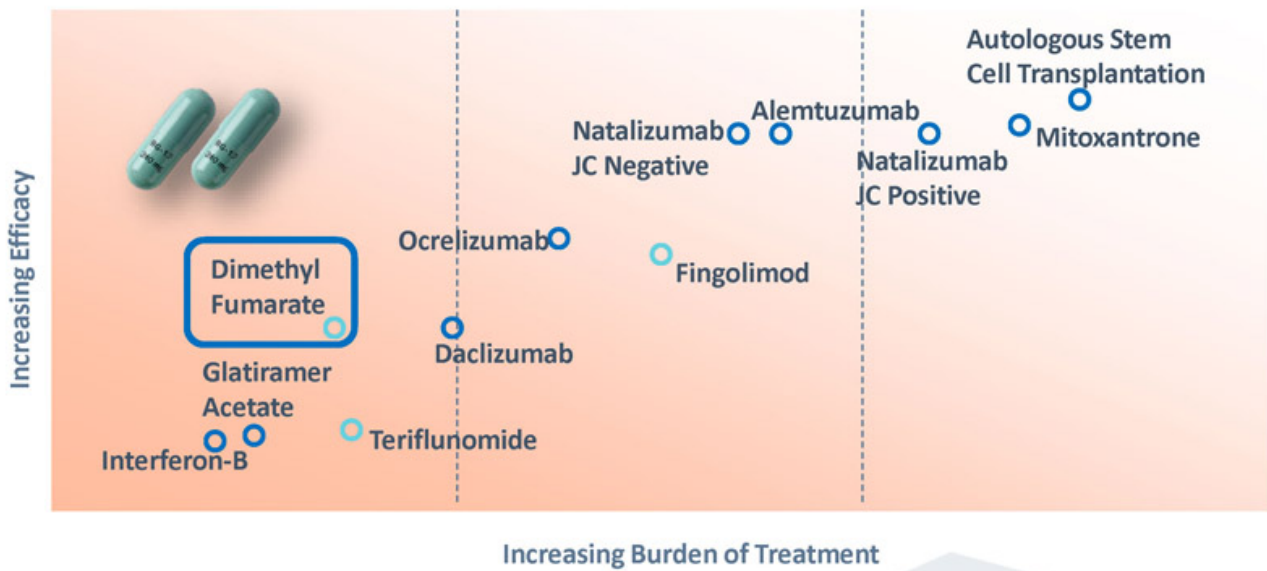 Autologous Stem
Cell Transplantation
Alemtuzumab
Natalizumab
JC Negative
Mitoxantrone
Natalizumab
JC Positive
Ocrelizumab
Fingolimod
Dimethyl
Fumarate
Daclizumab
Glatiramer
Acetate
Teriflunomide
Interferon-B
Increasing Efficacy
Increasing Burden of Treatment